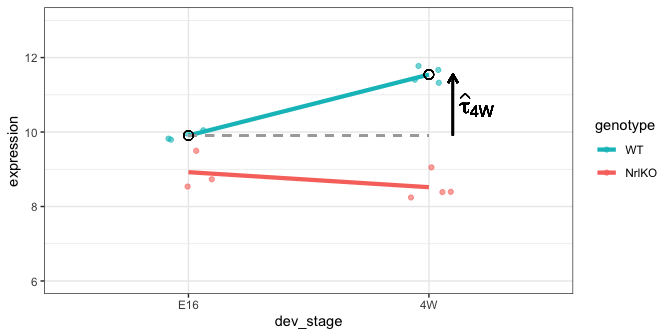 12
10
8
6
expression
E16
4W
dev_stage
τ̂4W
genotype
WT
NrlKO